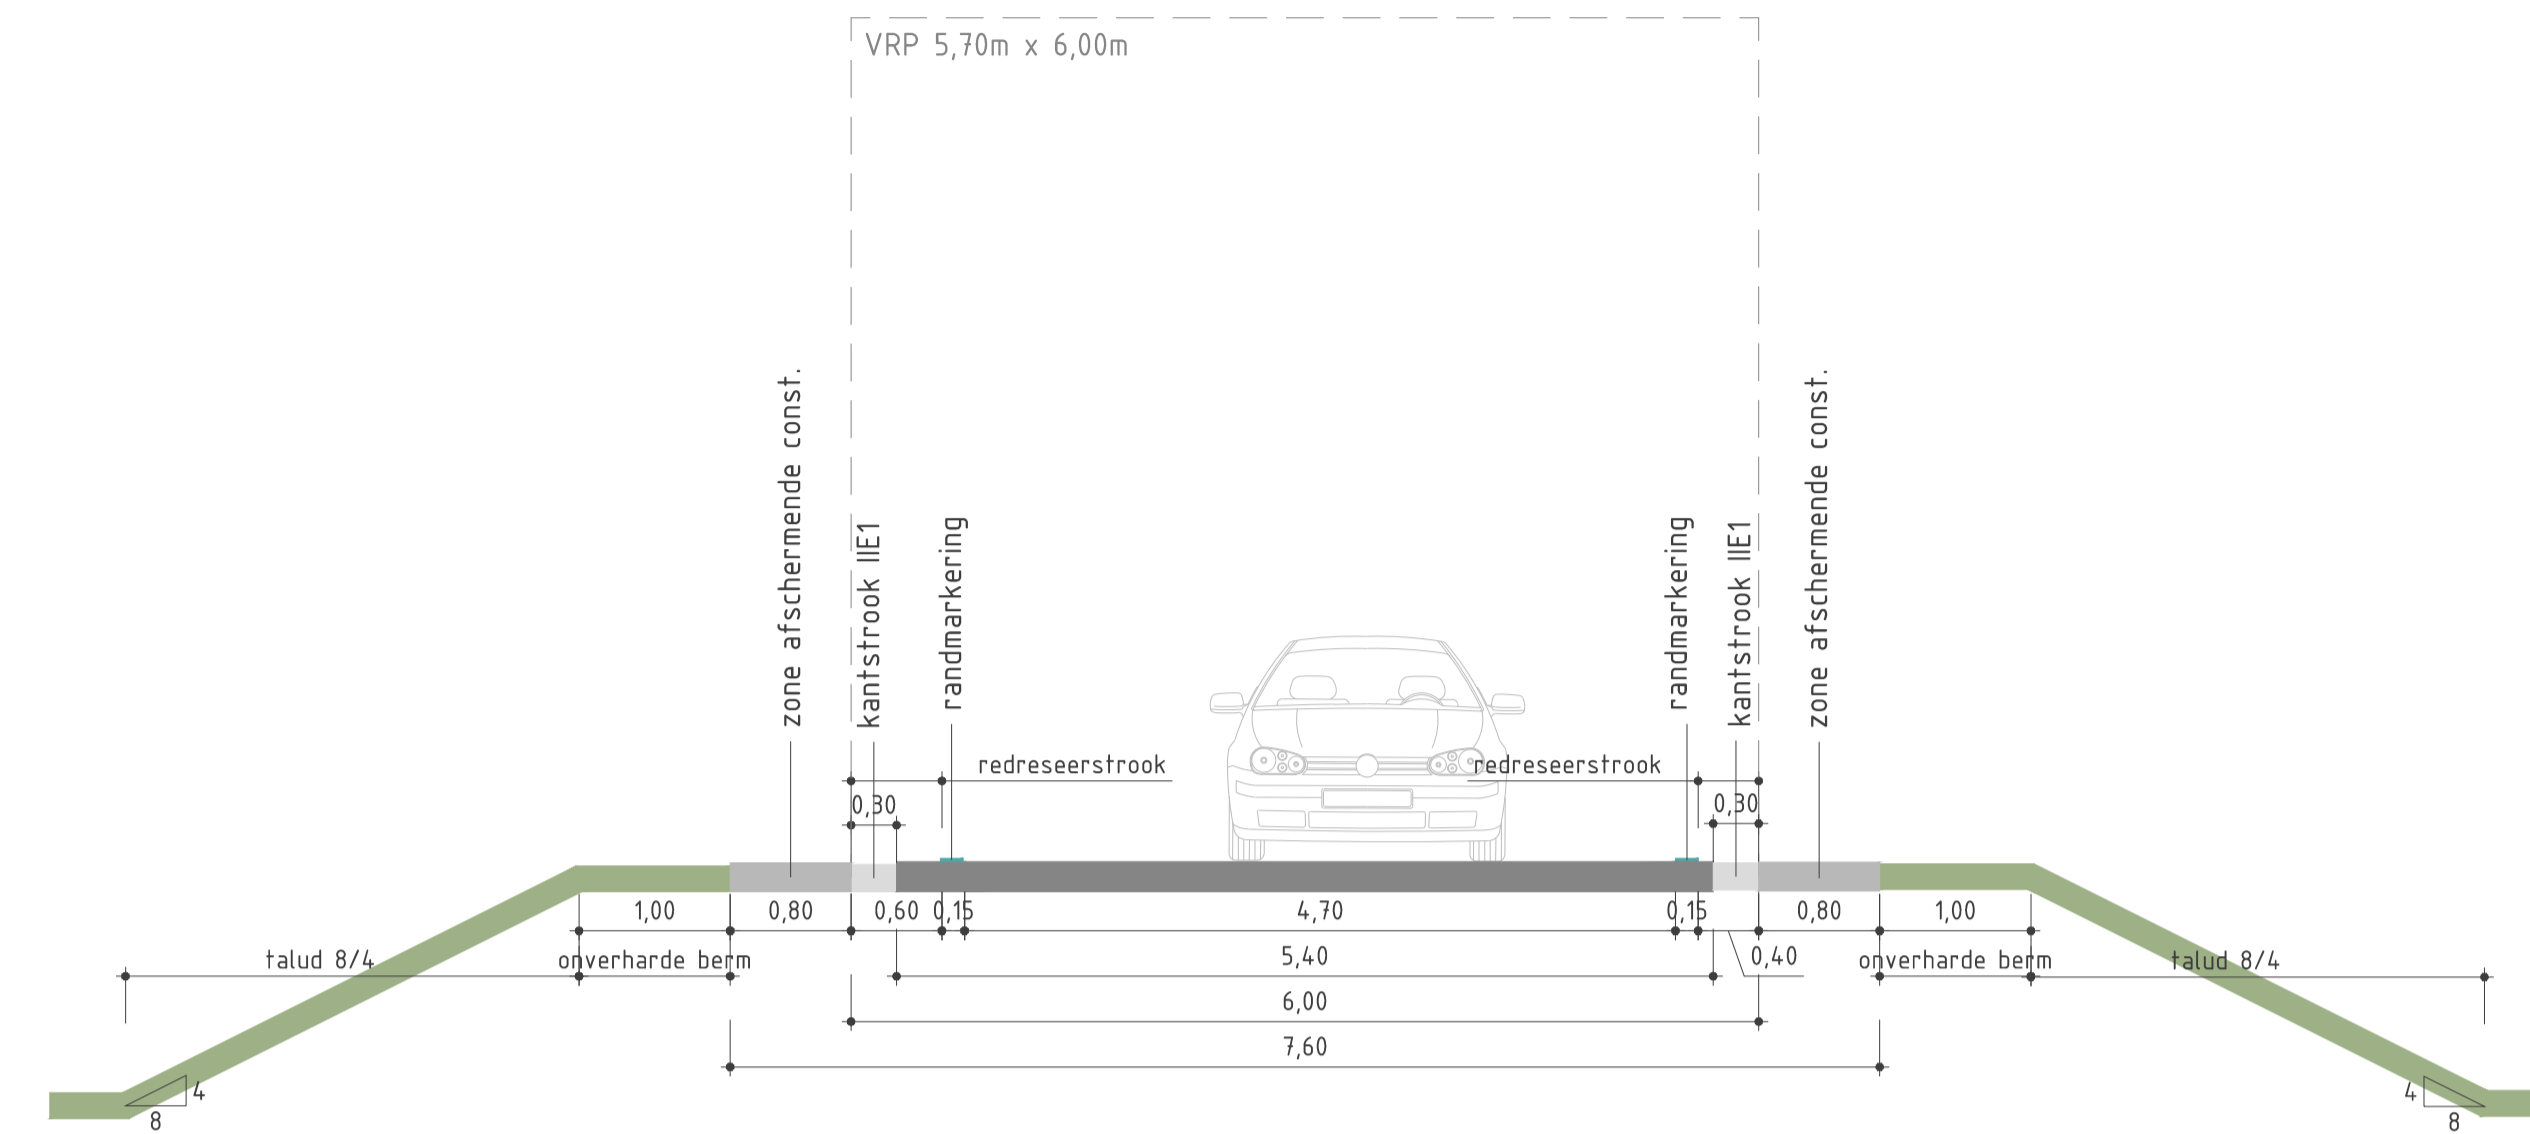 VRP 5,70m x 6,00m
zone afschermende const.
kantstrook IIE1
randmarkering
randmarkering
kantstrook IIE1
zone afschermende const.
redreseerstrook
redreseerstrook
0,30
0,30
1,00
0,80
0,60
0,15
4,70
0,15
0,80
1,00
talud 8/4
onverharde berm
5,40
0,40
onverharde berm
talud 8/4
6,00
7,60
4
8
4
8